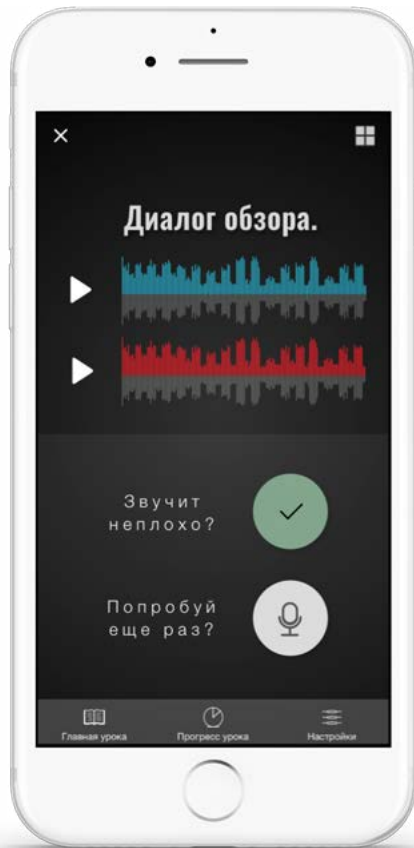 Диалог обзора.
Звучит
неплохо?
Попробуй
еще раз?
Главная урока
Прогресс урока
Настройки